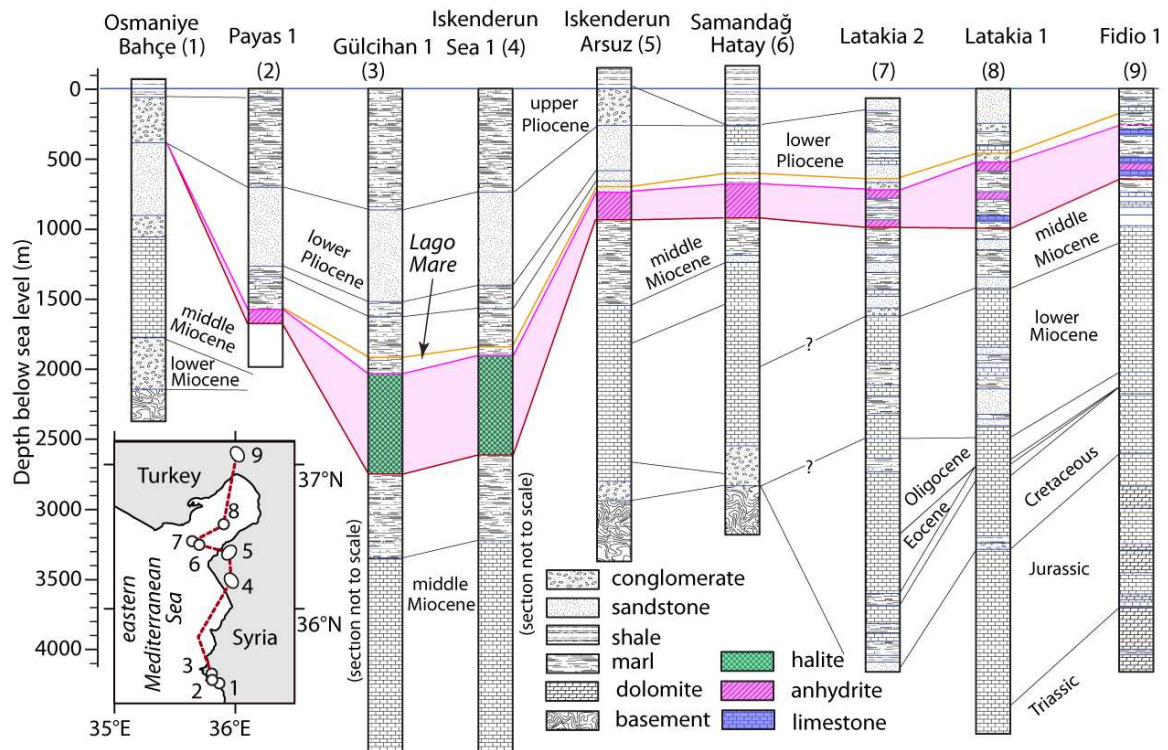 Osmaniye
Bahçe (1)
Payas 1
(2)
Gülcihan 1
(3)
Iskenderun
Sea 1 (4)
Iskenderun
Arsuz (5)
Samandağ
Hatay (6)
Latakia 2
(7)
Latakia 1
(8)
Fidio 1
(9)
Depth below sea level (m)
0
500
1000
1500
2000
2500
3000
3500
4000
upper
Pliocene
lower
Pliocene
lower
Pliocene
Lago
Mare
middle
Miocene
middle
Miocene
middle
Miocene
lower
Miocene
lower
Miocene
?
?
Oligocene
Eocene
Cretaceous
Jurassic
Triassic
middle
Miocene
(section not to scale)
(section not to scale)
Turkey
Syria
eastern
Mediterranean
Sea
9
8
7
6
5
4
3
2
1
37°N
36°N
35°E
36°E
conglomerate
sandstone
shale
marl
dolomite
basement
halite
anhydrite
limestone